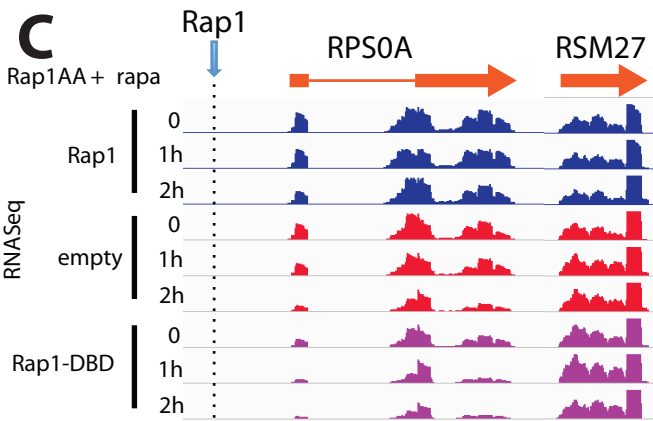 C
Rap1
RPS0A
RSM27
Rap1AA + rapa
RNASeq
Rap1
0
1h
2h
empty
0
1h
2h
Rap1-DBD
0
1h
2h